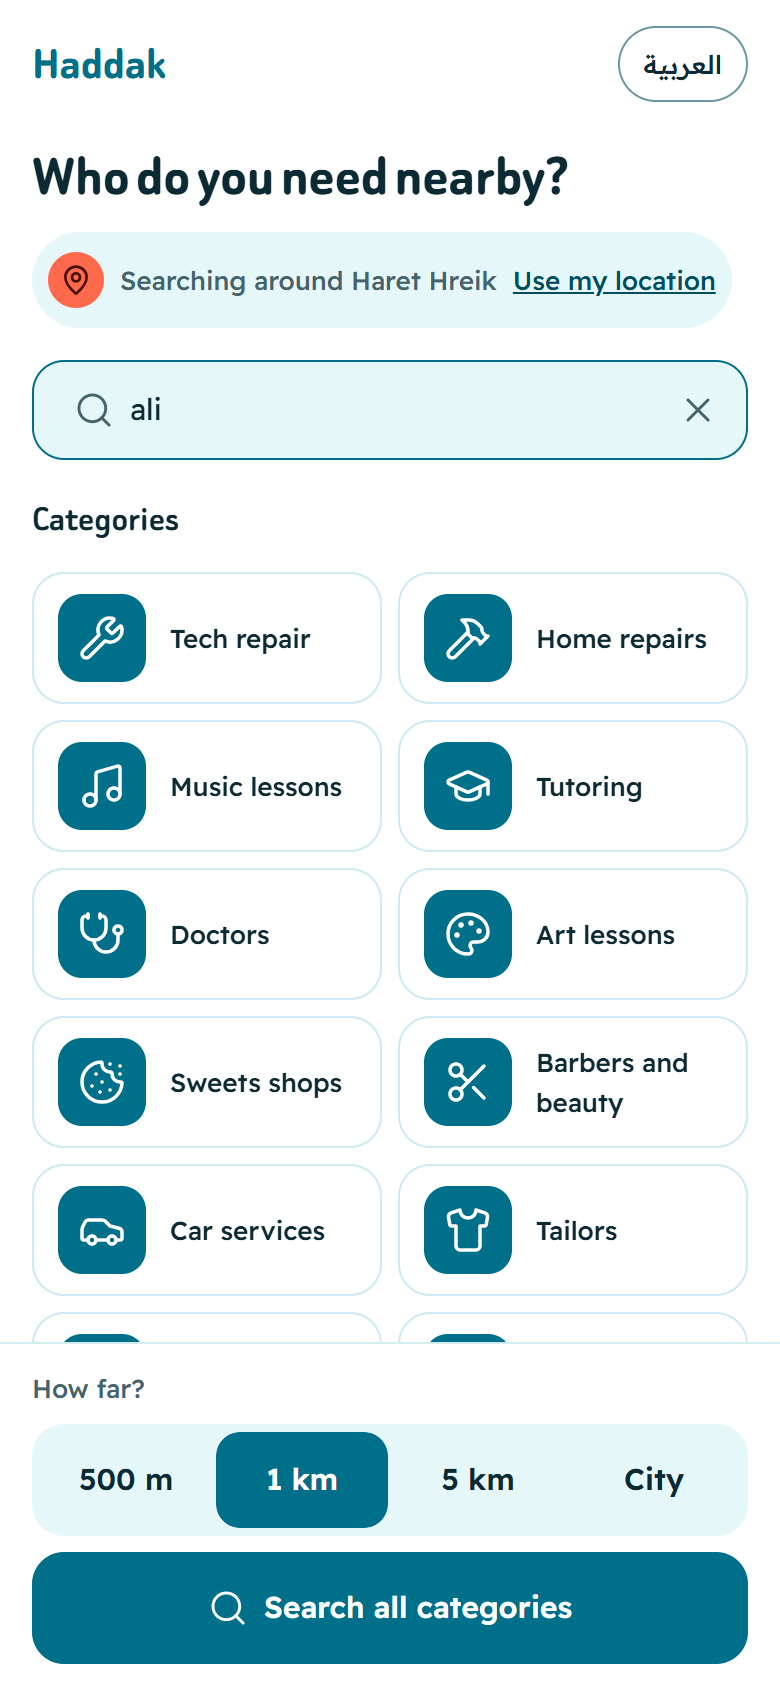 Haddak
العربية
Who do you need nearby?
Searching around Haret Hreik Use my location
ali
Categories
Tech repair
Home repairs
Music lessons
Tutoring
Doctors
Art lessons
Sweets shops
Barbers and
beauty
Car services
Tailors
How far?
500 m
1 km
5 km
City
Search all categories